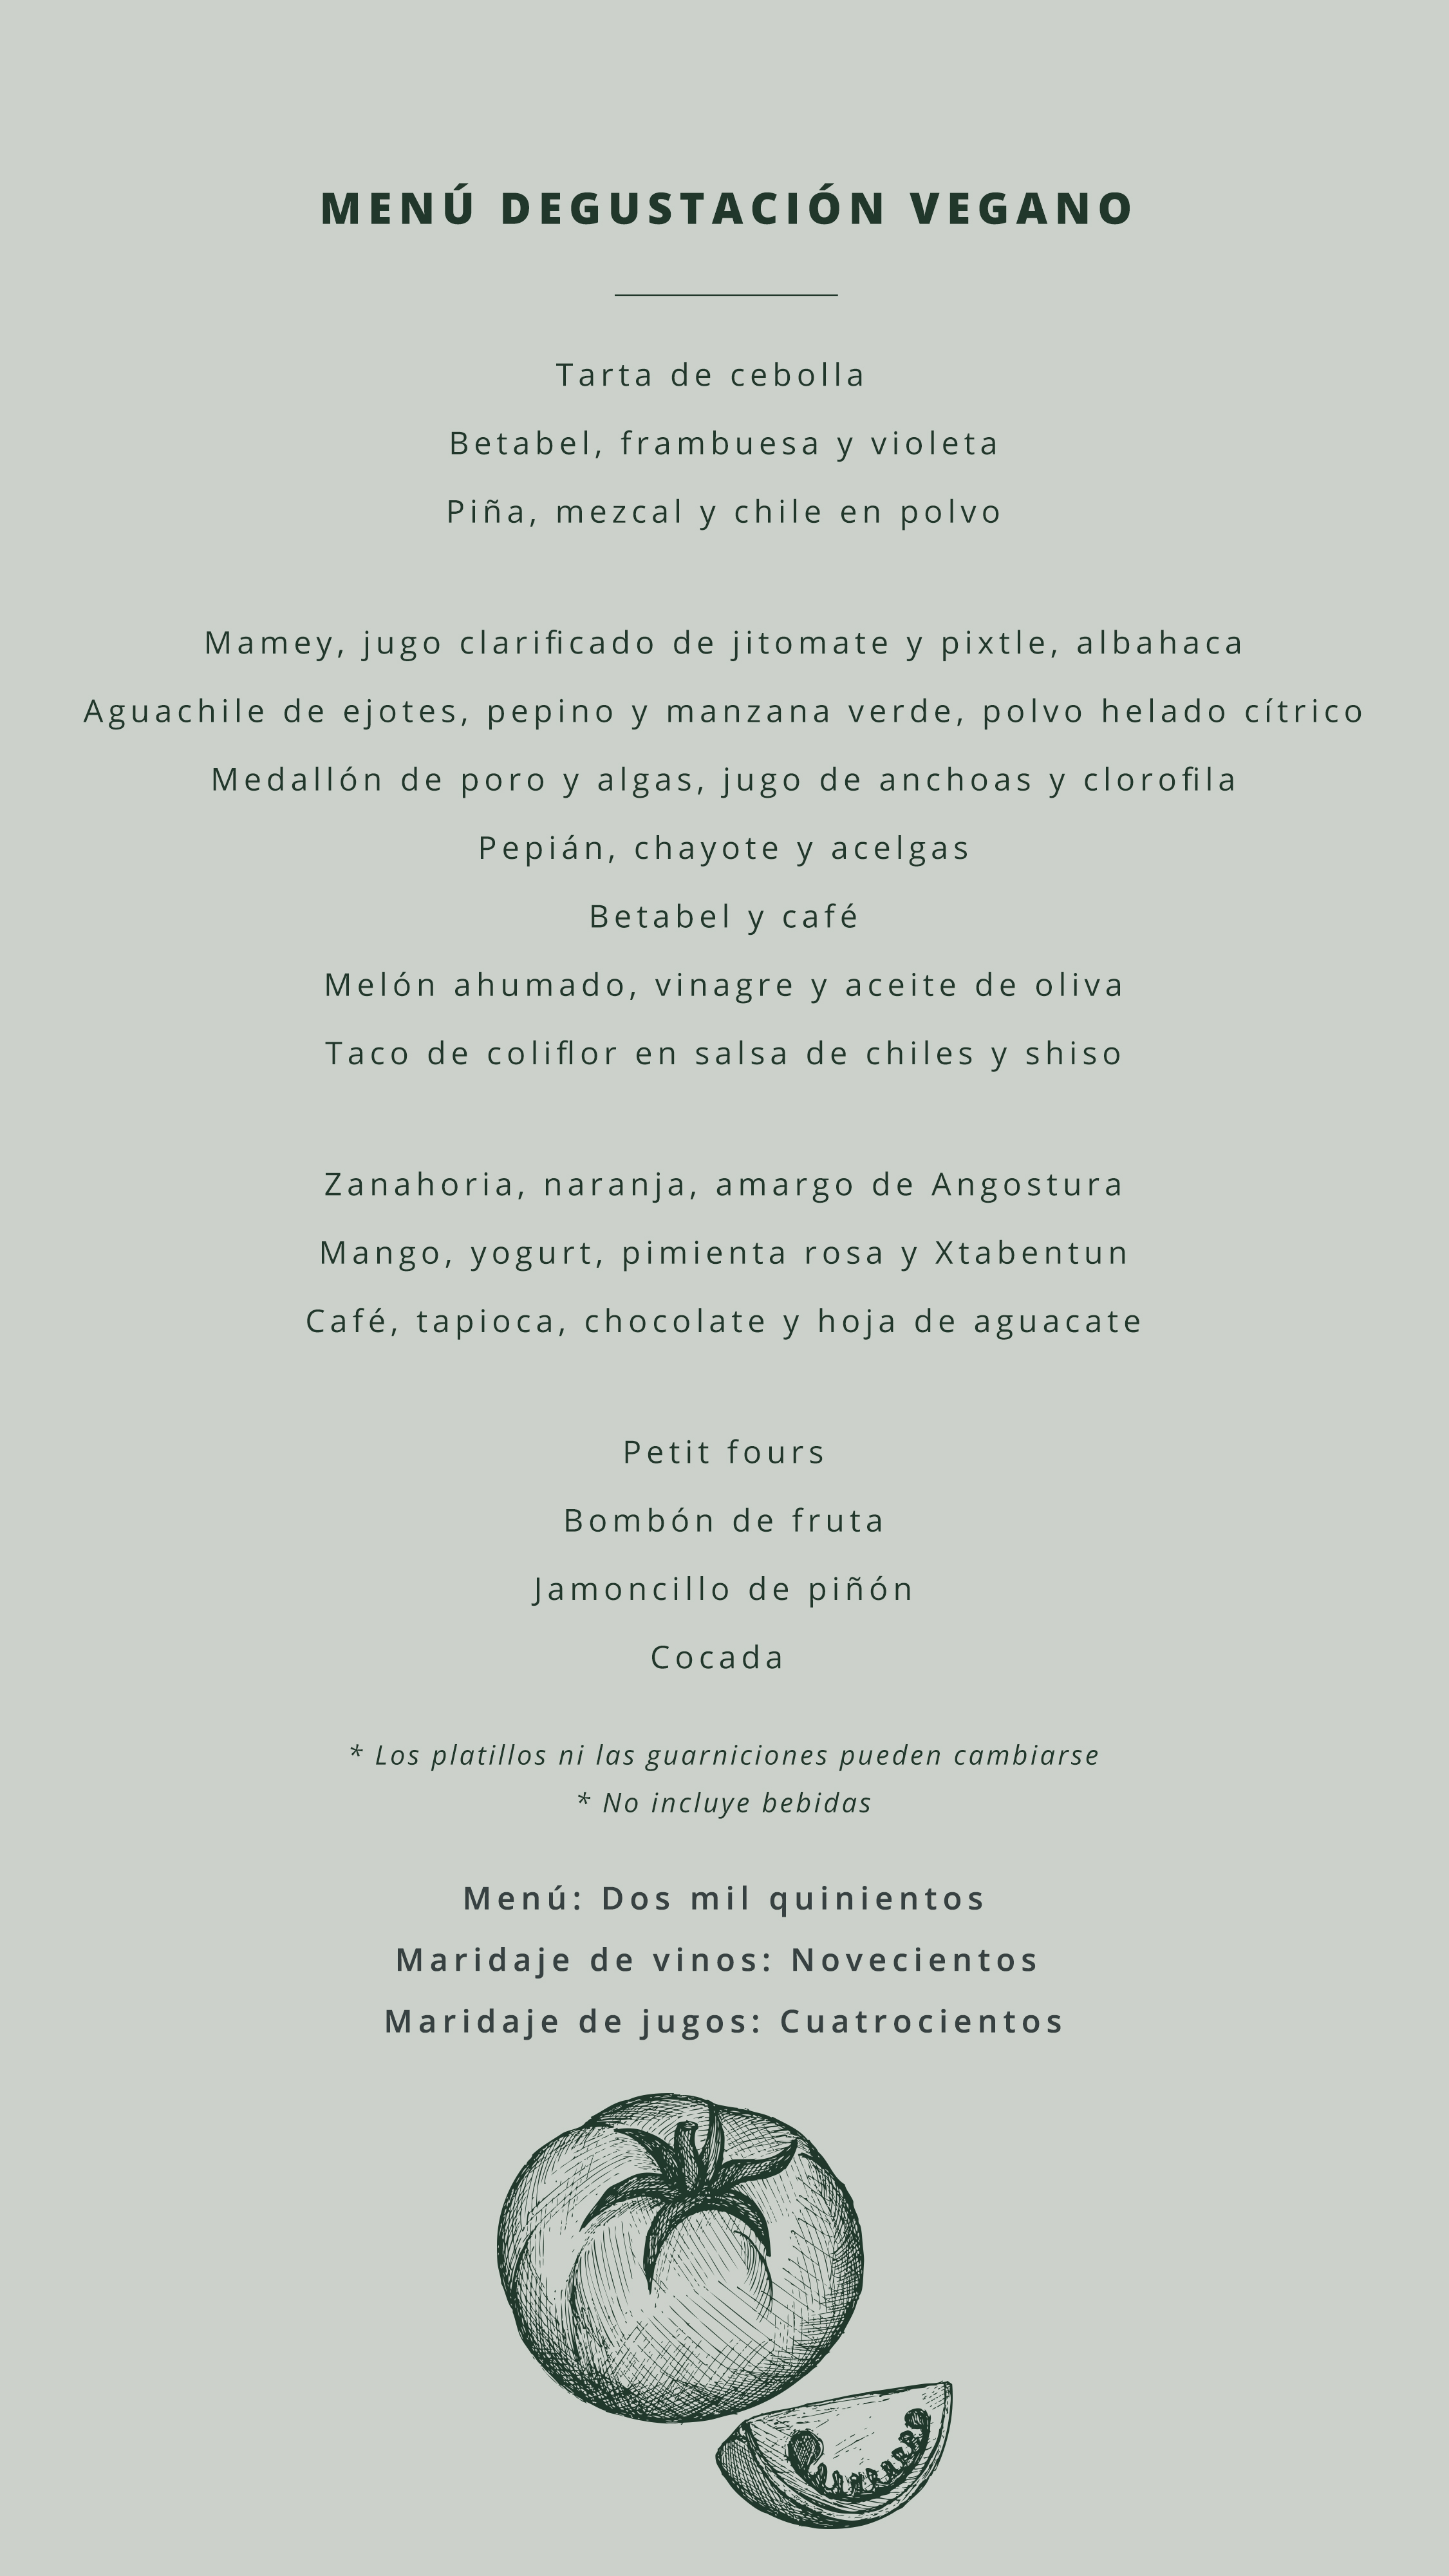 MENÚ DEGUSTACIÓN VEGANO
Tarta de cebolla
Betabel, frambuesa y violeta
Piña, mezcal y chile en polvo
Mamey, jugo clarificado de jitomate y pixtle, albahaca
Aguachile de ejotes, pepino y manzana verde, polvo helado cítrico
Medallón de poro y algas, jugo de anchoas y clorofila
Pepián, chayote y acelgas
Betabel y café
Melón ahumado, vinagre y aceite de oliva
Taco de coliflor en salsa de chiles y shiso
Zanahoria, naranja, amargo de Angostura
Mango, yogurt, pimienta rosa y Xtabentun
Café, tapioca, chocolate y hoja de aguacate
Petit fours
Bombón de fruta
Jamoncillo de piñón
Cocada
* Los platillos ni las guarniciones pueden cambiarse
* No incluye bebidas
Menú: Dos mil quinientos
Maridaje de vinos: Novecientos
Maridaje de jugos: Cuatrocientos